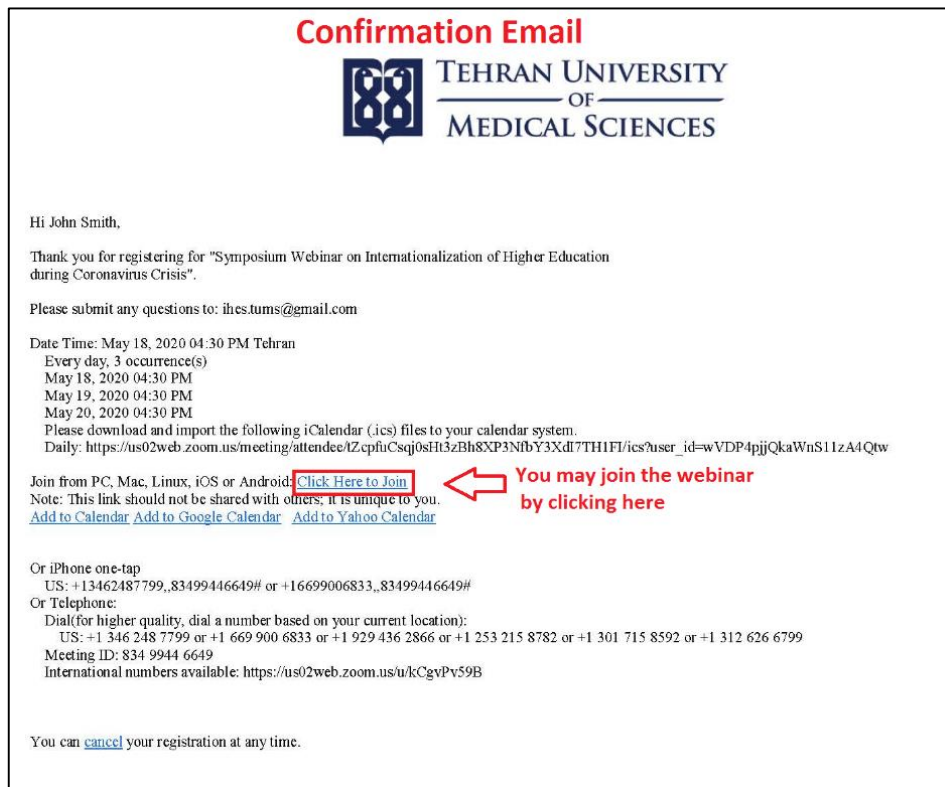 Confirmation Email
TEHRAN UNIVERSITY
OF
MEDICAL SCIENCES
Hi John Smith,
Thank you for registering for "Symposium Webinar on Internationalization of Higher Education
during Coronavirus Crisis".
Please submit any questions to: ihes.tums@gmail.com
Date Time: May 18, 2020 04:30 PM Tehran
Every day, 3 occurrence(s)
May 18, 2020 04:30 PM
May 19, 2020 04:30 PM
May 20, 2020 04:30 PM
Please download and import the following iCalendar (.ics) files to your calendar system.
Daily: https://us02web.zoom.us/meeting/attendee/tZcpfuCsqj0sHt3zBh8XP3NfbY3XdI7TH1FI/ics?user_id=wVDP4pjjQkaWnS11zA4Qtw
Join from PC, Mac, Linux, iOS or Android: Click Here to Join
You may join the webinar
by clicking here
Note: This link should not be shared with others; it is unique to you.
Add to Calendar Add to Google Calendar Add to Yahoo Calendar
Or iPhone one-tap
US: +13462487799,,83499446649# or +16699006833,,83499446649#
Or Telephone:
Dial(for higher quality, dial a number based on your current location):
US: +1 346 248 7799 or +1 669 900 6833 or +1 929 436 2866 or +1 253 215 8782 or +1 301 715 8592 or +1 312 626 6799
Meeting ID: 834 9944 6649
International numbers available: https://us02web.zoom.us/u/kCgvPv59B
You can cancel your registration at any time.